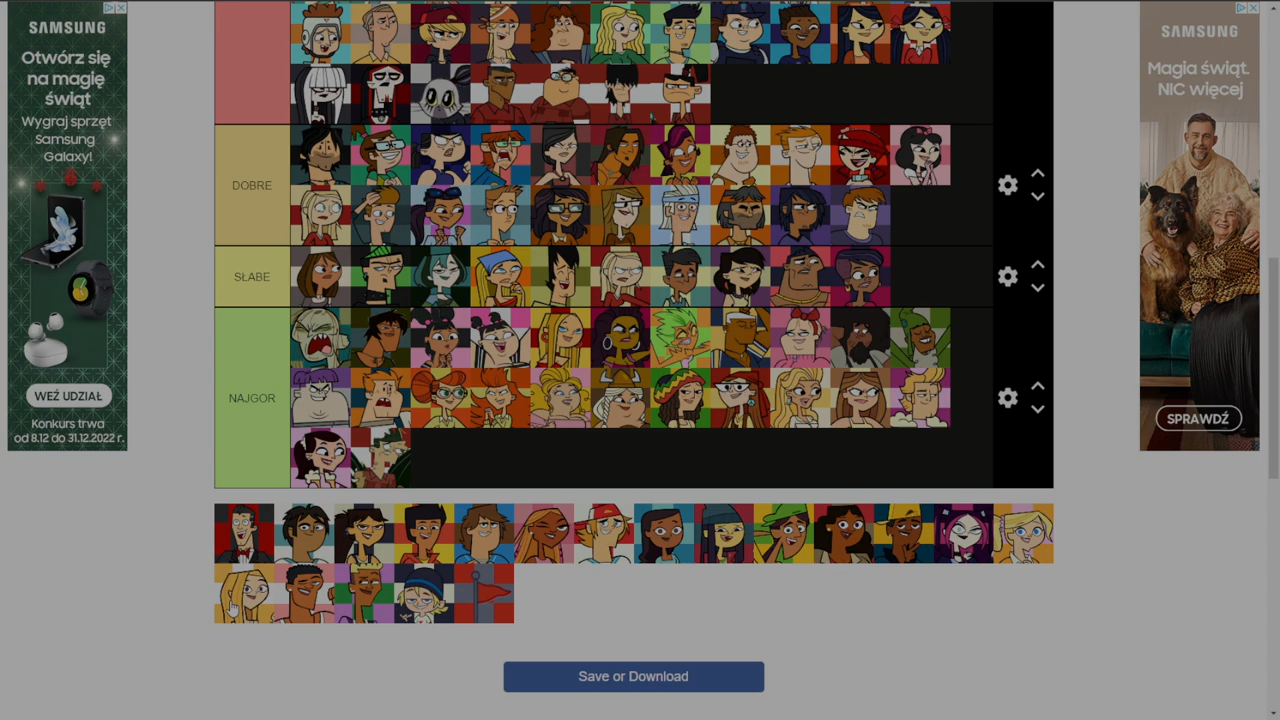 SAMSUNG
Otwórz się
na magię
świąt
Wygraj sprzęt
Samsung
Galaxy!
WEŹ UDZIAŁ
Konkurs trwa
od 8.12 do 31.12.2022 r.
DOBRE
SŁABE
NAJGOR
Save or Download
SAMSUNG
Magia świąt.
NIC więcej
SPRAWDŹ